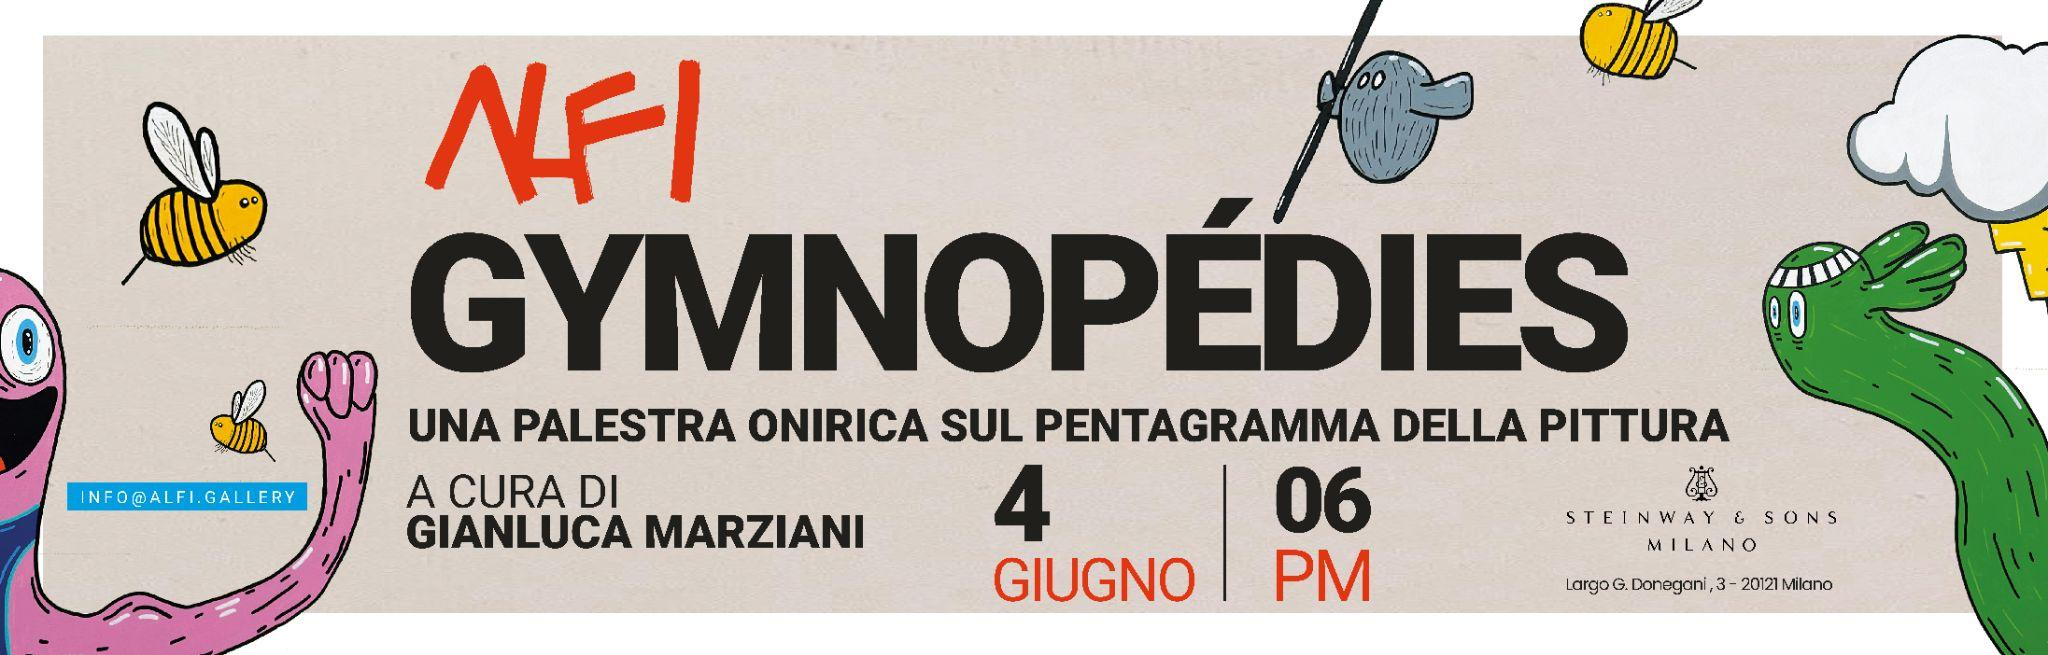 ALFI
GYMNOPÉDIES
UNA PALESTRA ONIRICA SUL PENTAGRAMMA DELLA PITTURA
INFO@ALFI.GALLERY
A CURA DI
GIANLUCA MARZIANI
4
GIUGNO
06
PM
STEINWAY & SONS
MILANO
Largo G. Donegani , 3 - 20121 Milano